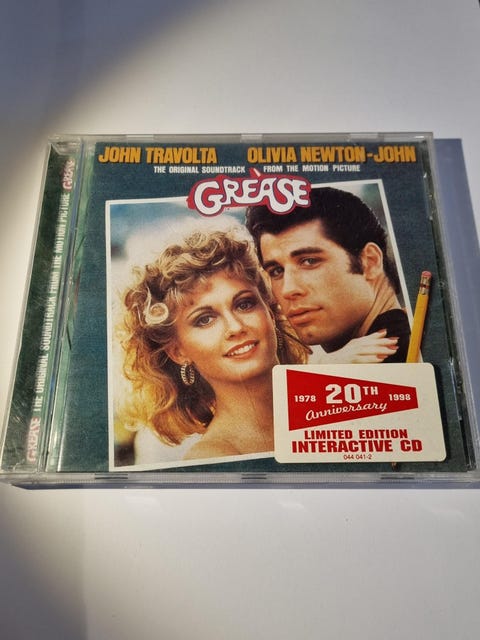 JOHN TRAVOLTA OLIVIA NEWTON-JOHN
THE ORIGINAL SOUNDTRACK FROM THE MOTION PICTURE
GREASE
1978 20TH 1998
Anniversary
LIMITED EDITION
INTERACTIVE CD
044 041-2
GREASE THE ORIGINAL SOUNDTRACK FROM THE MOTION PICTURE GREASE